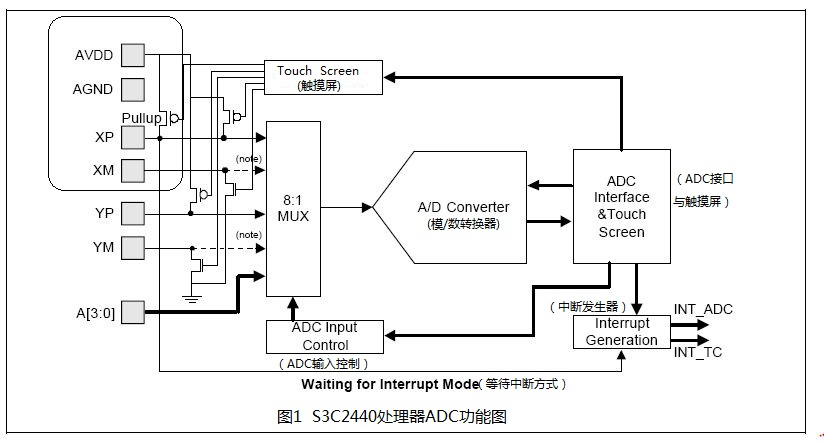 AVDD
AGND
Pullup
XP
XM
YP
YM
A[3:0]
Touch Screen
(触摸屏)
(note)
(note)
8:1
MUX
A/D Converter
(模/数转换器)
ADC
Interface
&Touch
Screen
(ADC接口
与触摸屏)
ADC Input
Control
(ADC输入控制)
(中断发生器)
Interrupt
Generation
INT_ADC
INT_TC
Waiting for Interrupt Mode(等待中断方式)
图1 S3C2440处理器ADC功能图